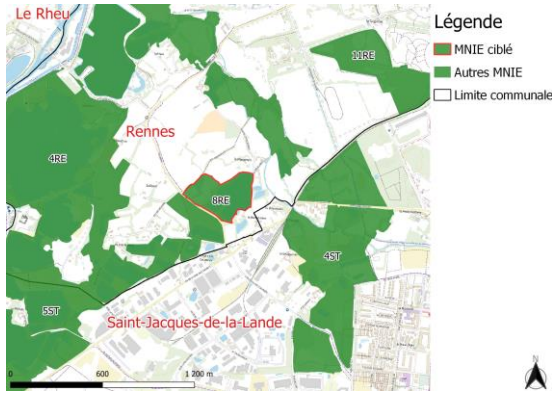 Le Rheu
11RE
Rennes
4RE
8RE
4ST
5ST
Saint-Jacques-de-la-Lande
0 600 1 200 m
Légende
MNIE ciblé
Autres MNIE
Limite communale
N